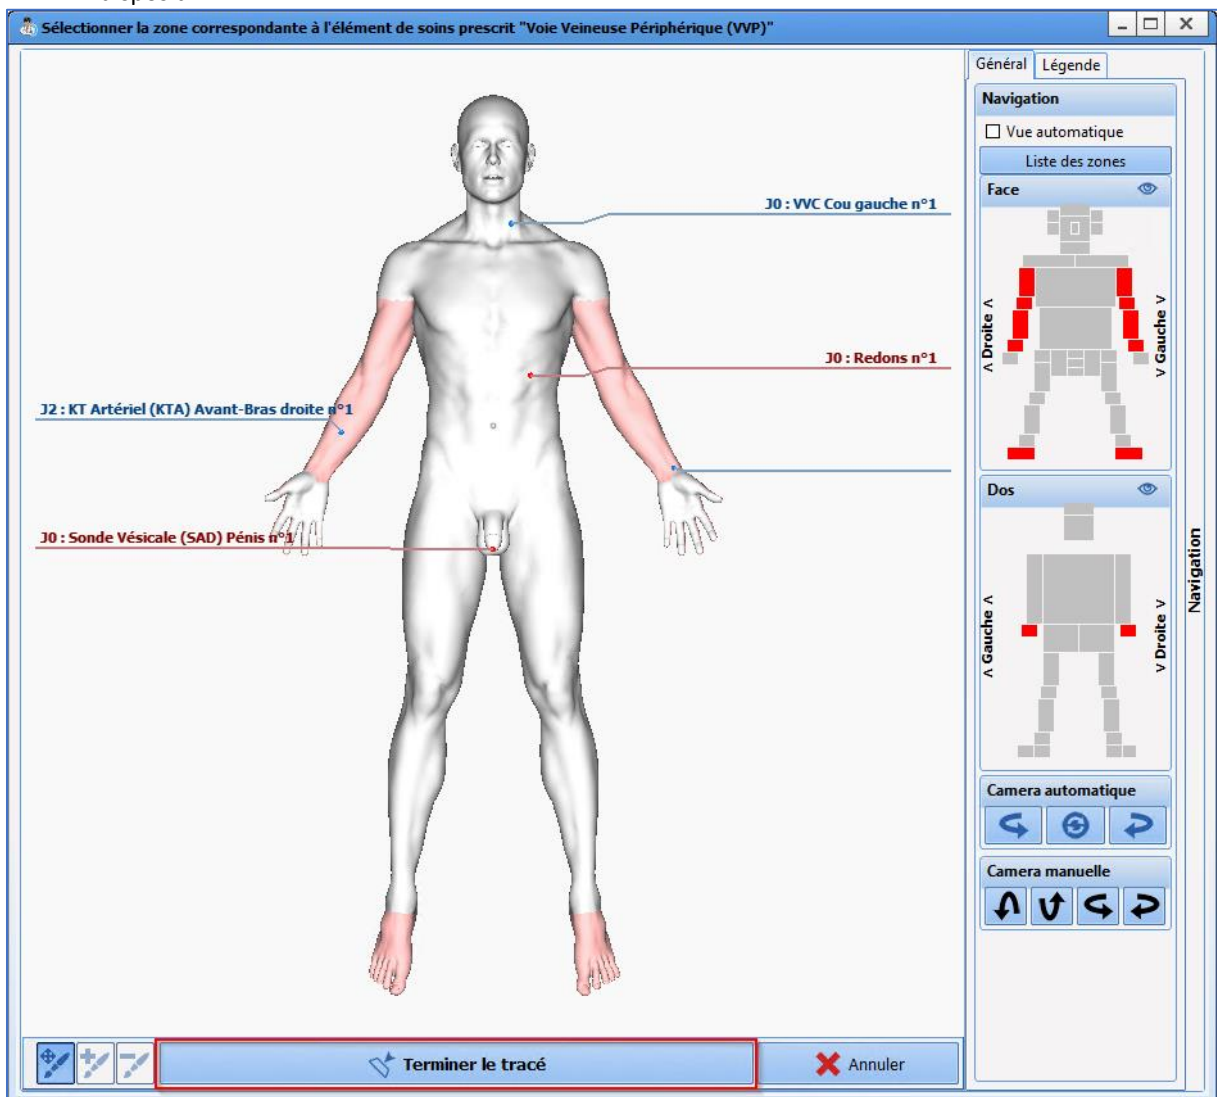 Sélectionner la zone correspondante à l'élément de soins prescrit "Voie Veineuse Périphérique (VVP)"
Général
Légende
Navigation
Vue automatique
Liste des zones
Face
J0 : VVC Cou gauche n°1
< Droite <
> Gauche >
J0 : Redons n°1
J2 : KT Artériel (KTA) Avant-Bras droite n°1
Dos
J0 : Sonde Vésicale (SAD) Pénis n°1
< Gauche <
> Droite >
Navigation
Camera automatique
Camera manuelle
Terminer le tracé
Annuler